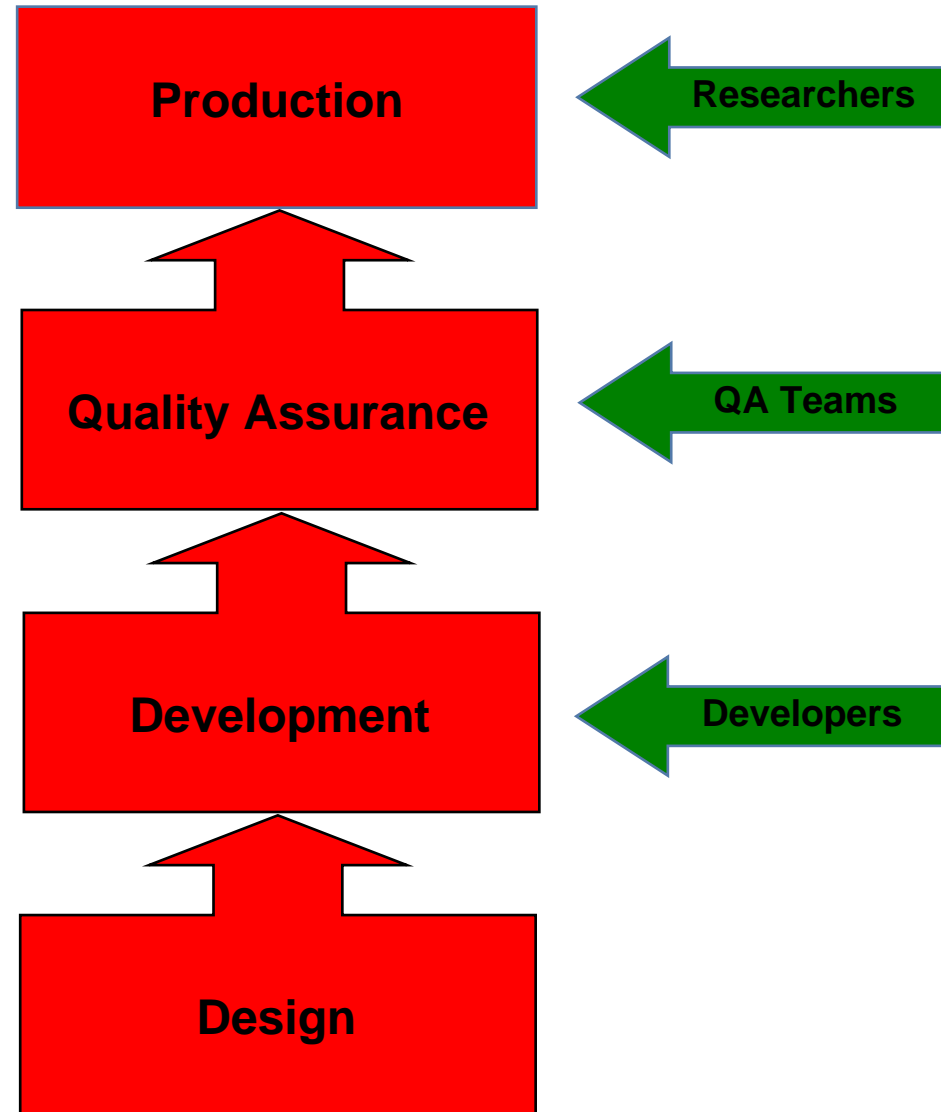 Production
Researchers
Quality Assurance
QA Teams
Development
Developers
Design